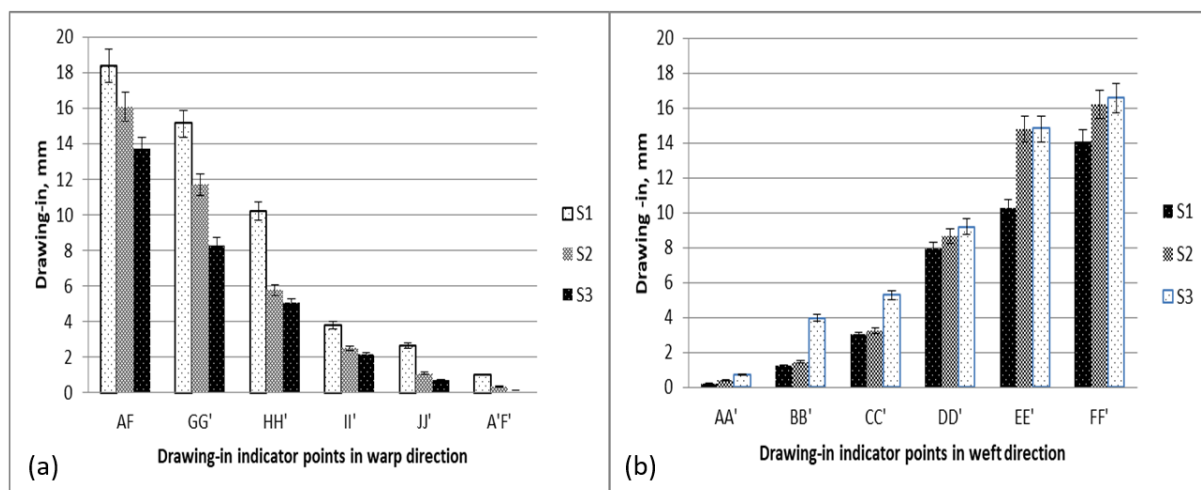 20
18
16
14
12
10
8
6
4
2
0
Drawing-in, mm
AF GG' HH' II' JJ' A'F'
Drawing-in indicator points in warp direction
S1
S2
S3
(a)
20
18
16
14
12
10
8
6
4
2
0
Drawing -in, mm
AA' BB' CC' DD' EE' FF'
Drawing-in indicator points in weft direction
S1
S2
S3
(b)